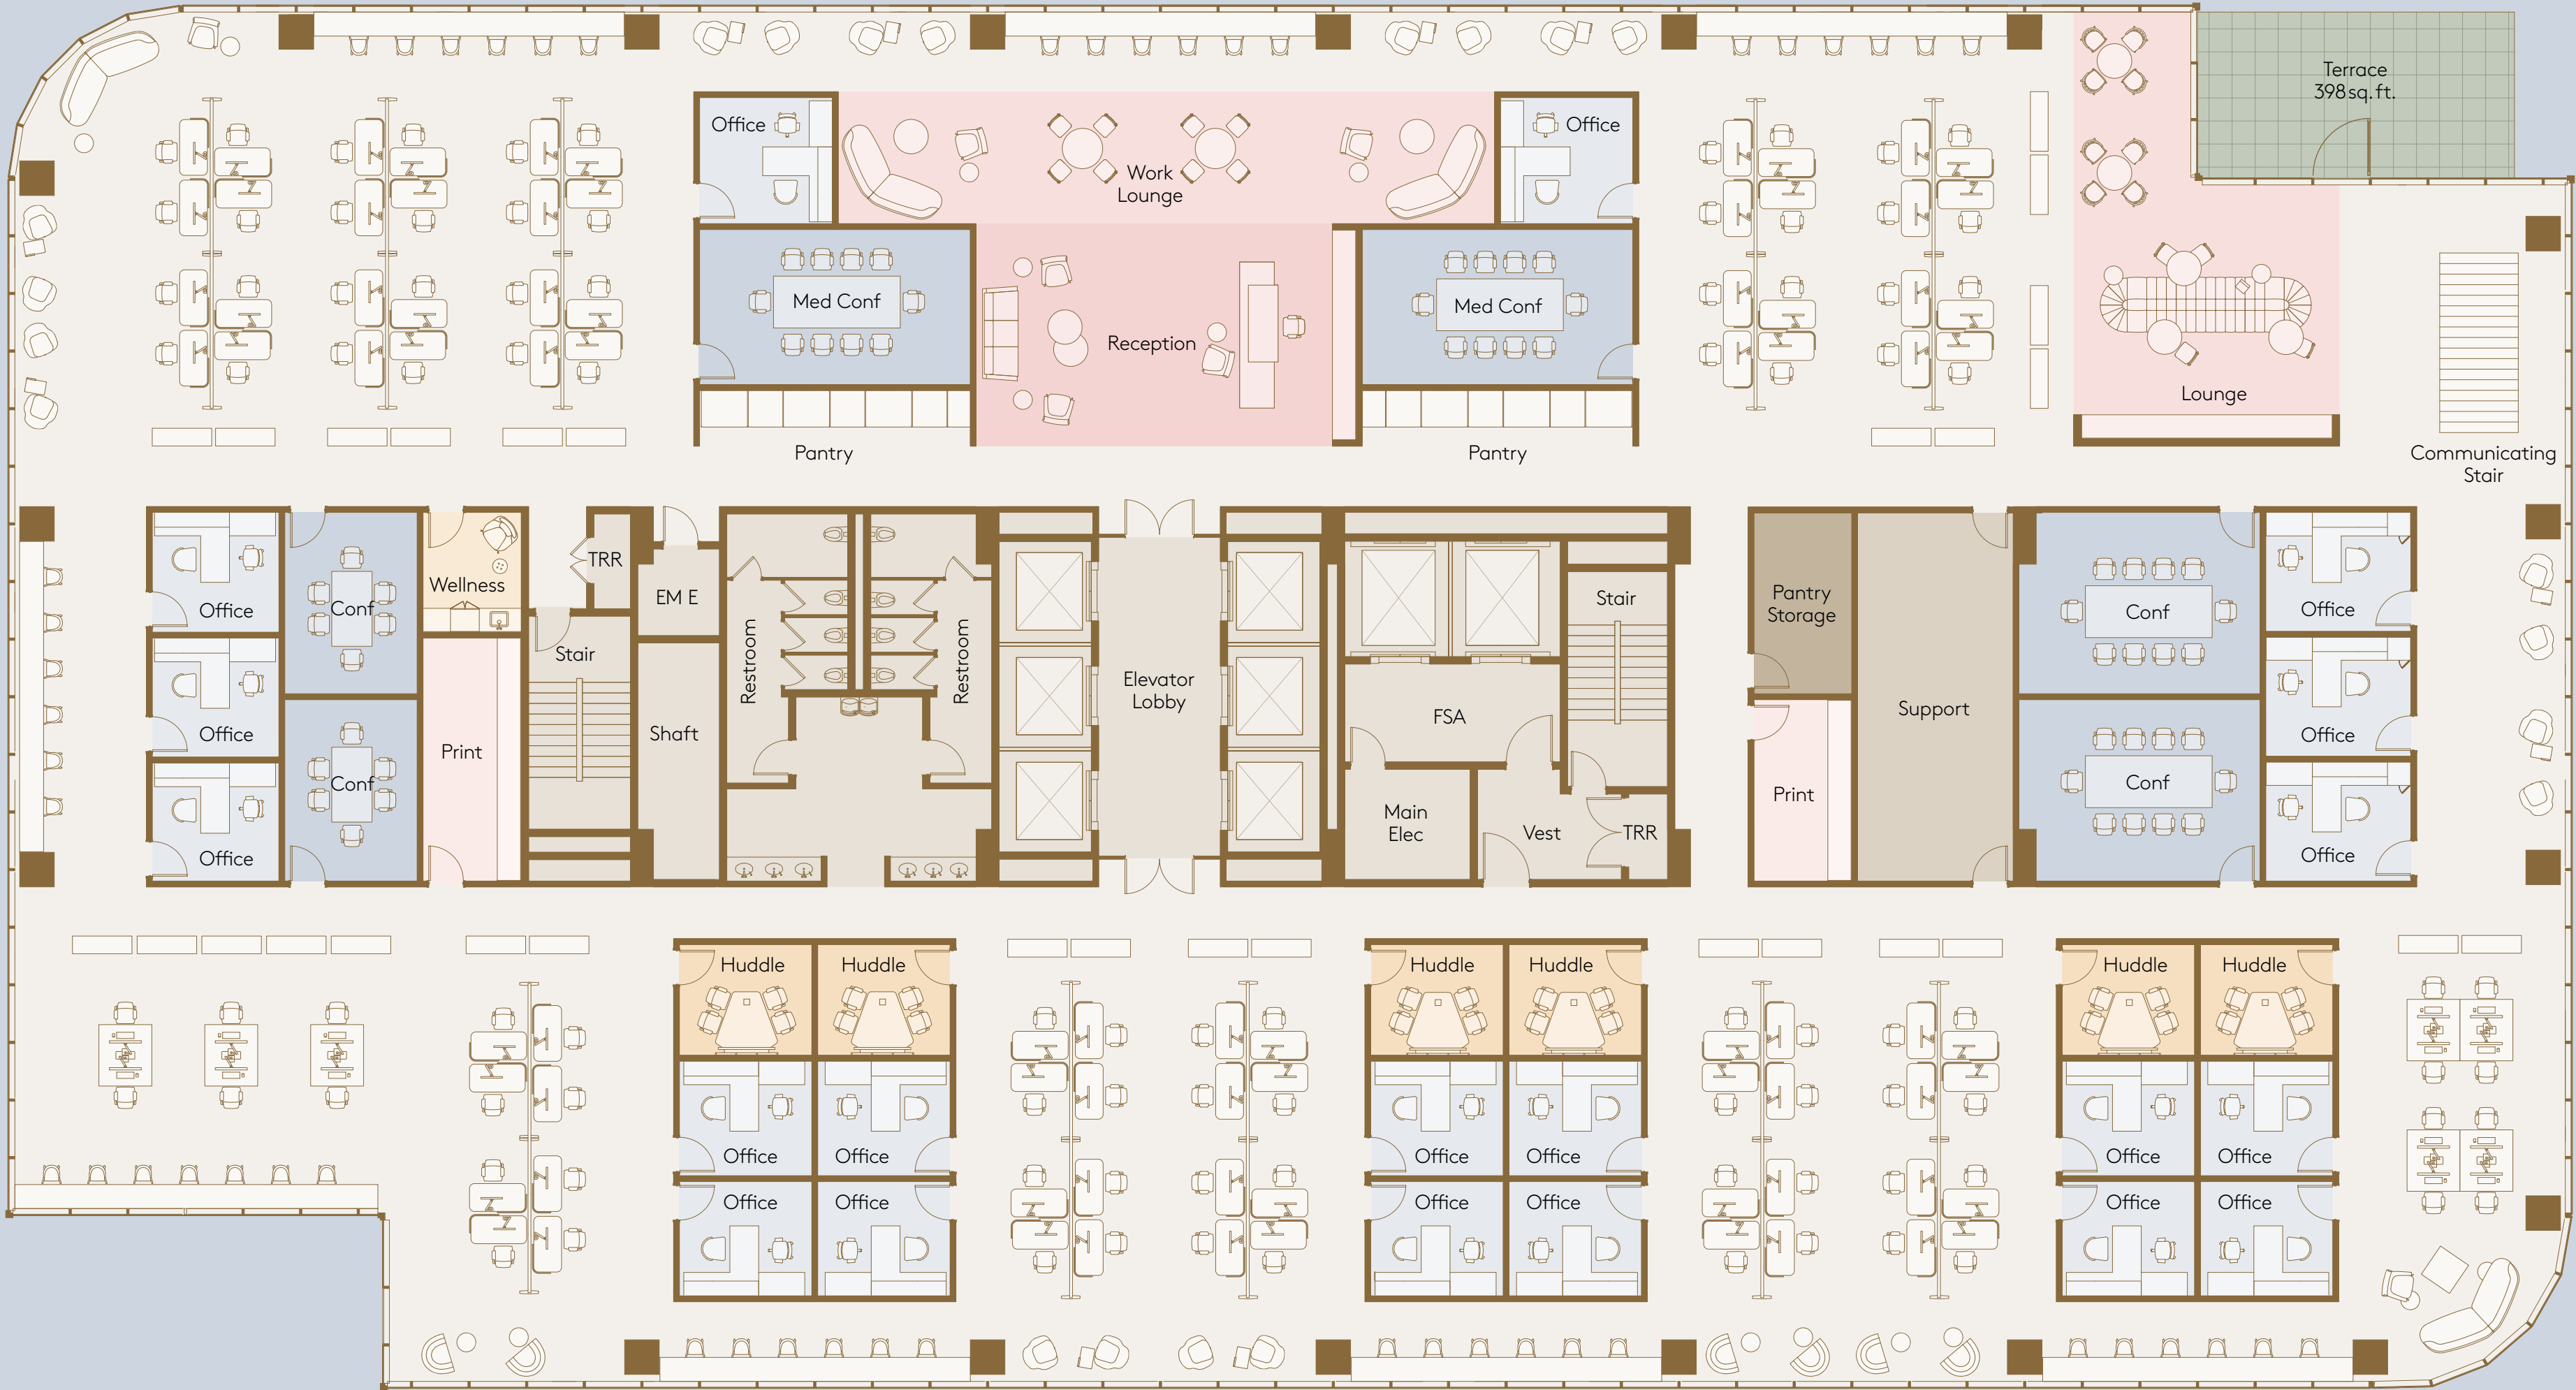 Terrace
398 sq. ft.
Office
Office
Work
Lounge
Med Conf
Med Conf
Reception
Lounge
Pantry
Pantry
Communicating
Stair
TRR
Wellness
EM E
Stair
Pantry
Storage
Office
Conf
Conf
Office
Stair
Restroom
Restroom
Elevator
Lobby
FSA
Support
Office
Shaft
Print
Office
Conf
Main
Elec
Vest
TRR
Print
Conf
Office
Office
Huddle
Huddle
Huddle
Huddle
Huddle
Huddle
Office
Office
Office
Office
Office
Office
Office
Office
Office
Office
Office
Office